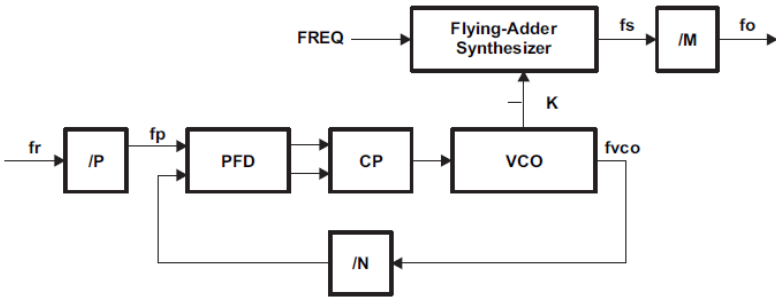 FREQ
Flying-Adder
Synthesizer
fs
/M
fo
K
fr
/P
fp
PFD
CP
VCO
fvco
/N